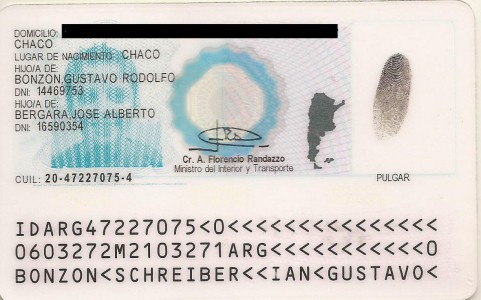 DOMICILIO:
CHACO
LUGAR DE NACIMIENTO: CHACO
HIJO/A DE:
BONZON,GUSTAVO RODOLFO
DNI: 14469753
HIJO/A DE:
BERGARA,JOSE ALBERTO
DNI: 16590354
Cr. A. Florencio Randazzo
Ministro del Interior y Transporte
CUIL: 20-47227075-4
PULGAR
IDARG47227075<0<<<<<<<<<<<<<<<
0603272M2103271ARG<<<<<<<<<<<0
BONZON<SCHREIBER<<IAN<GUSTAVO<